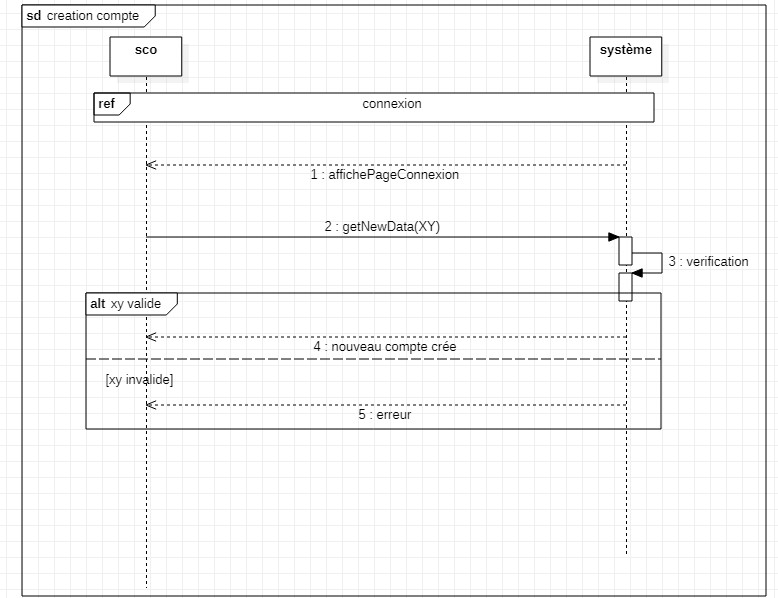 sd creation compte
sco
système
ref
connexion
1 : affichePageConnexion
2 : getNewData(XY)
3 : verification
alt xy valide
4 : nouveau compte crée
[xy invalide]
5 : erreur